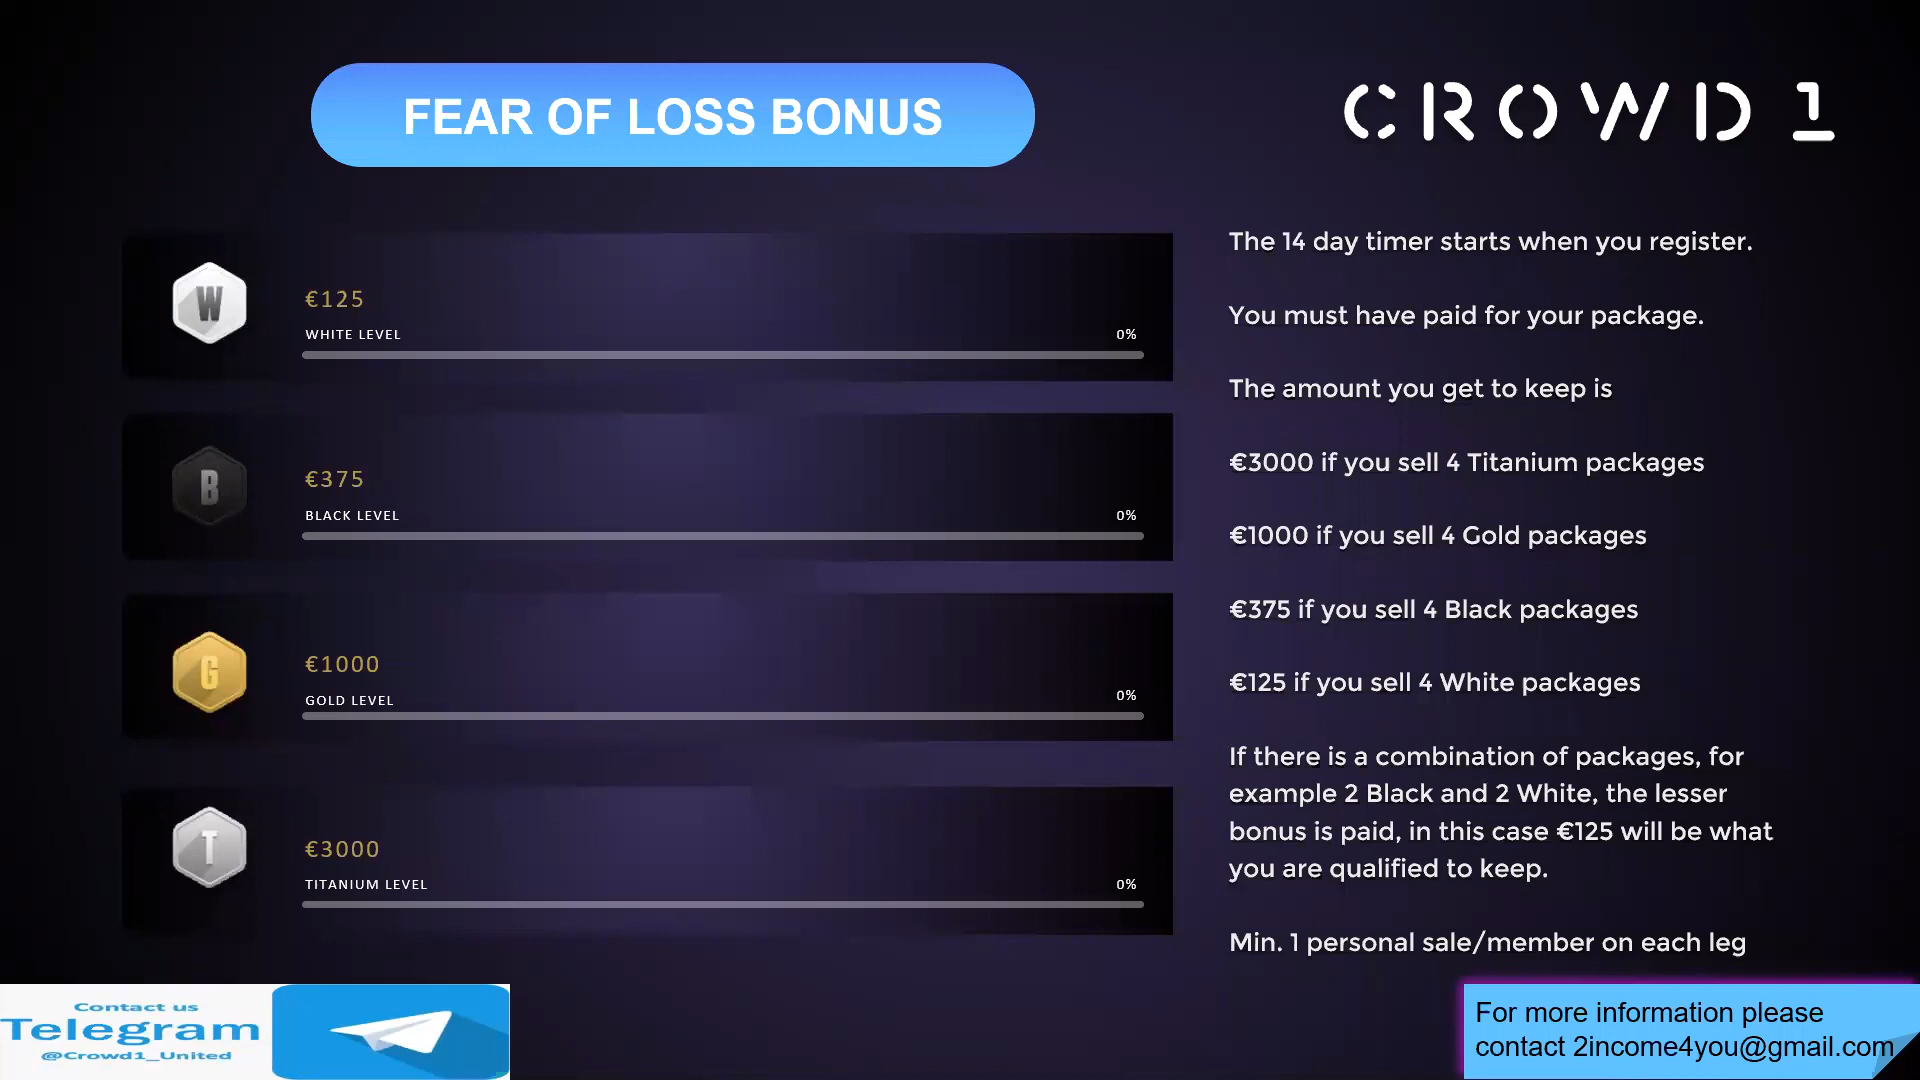 FEAR OF LOSS BONUS
CROWD1
W
€125
WHITE LEVEL
0%
B
€375
BLACK LEVEL
0%
G
€1000
GOLD LEVEL
0%
T
€3000
TITANIUM LEVEL
0%
The 14 day timer starts when you register.
You must have paid for your package.
The amount you get to keep is
€3000 if you sell 4 Titanium packages
€1000 if you sell 4 Gold packages
€375 if you sell 4 Black packages
€125 if you sell 4 White packages
If there is a combination of packages, for
example 2 Black and 2 White, the lesser
bonus is paid, in this case €125 will be what
you are qualified to keep.
Min. 1 personal sale/member on each leg
Contact us
Telegram
@Crowd1_United
For more information please
contact 2income4you@gmail.com